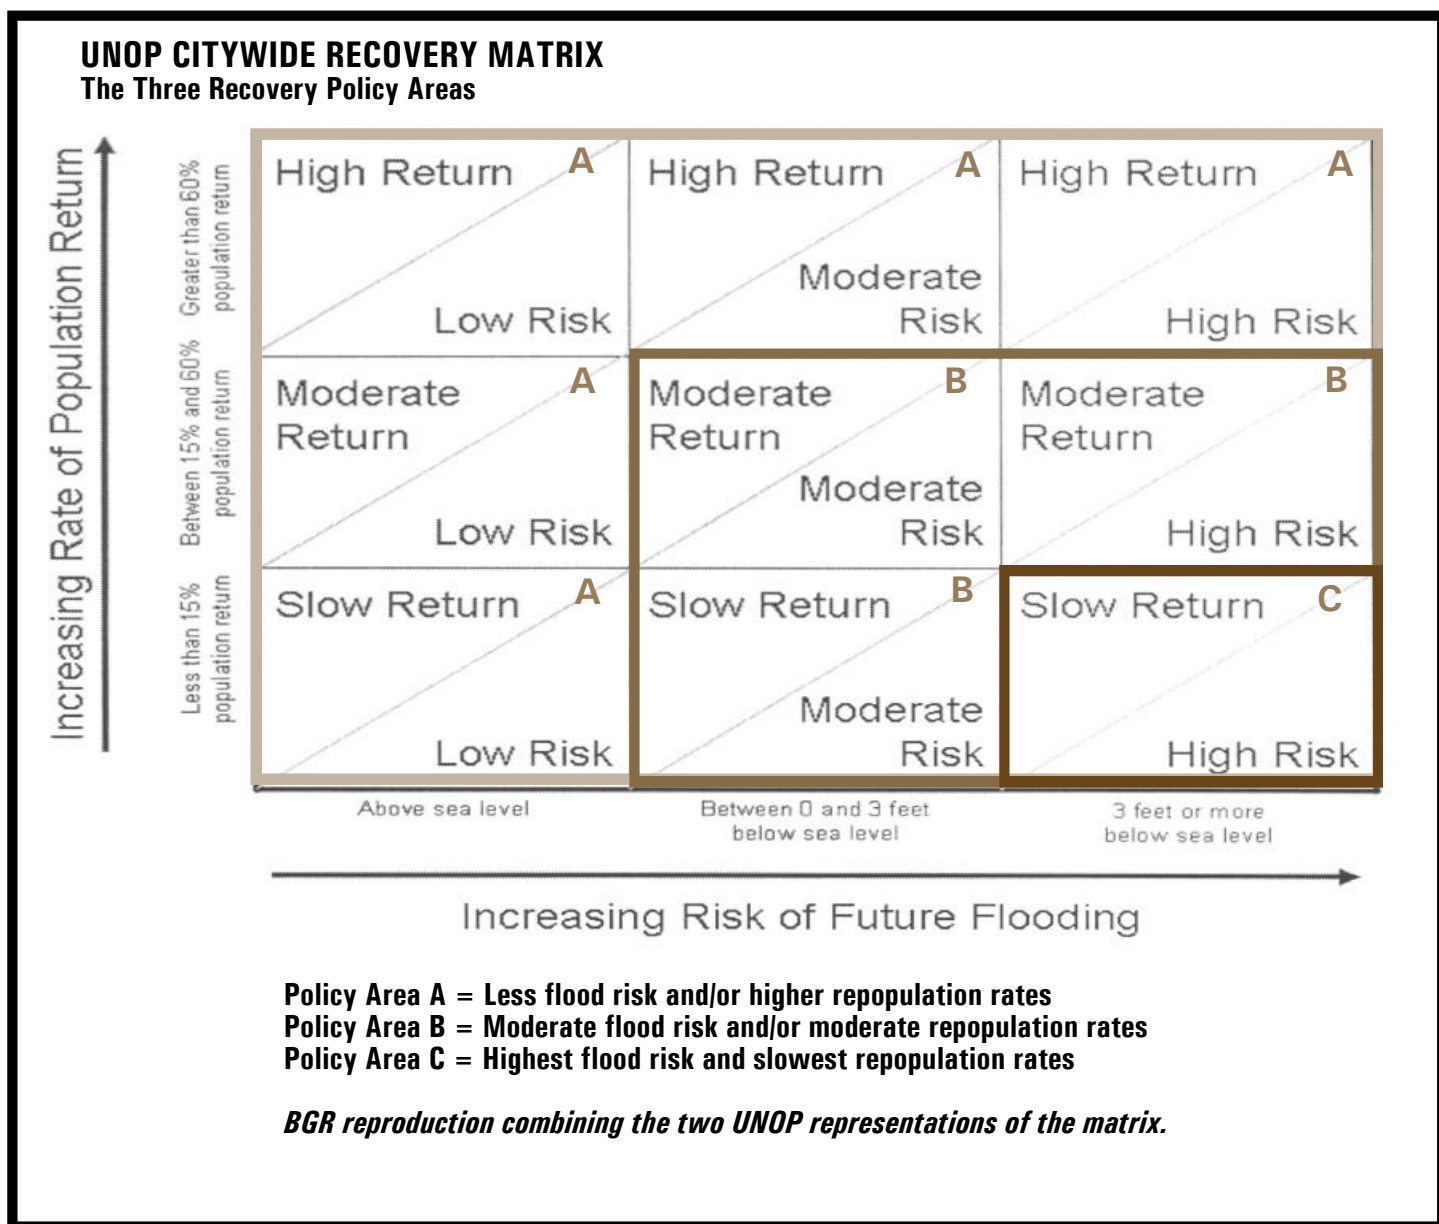 UNOP CITYWIDE RECOVERY MATRIX
The Three Recovery Policy Areas
Increasing Rate of Population Return
Greater than 60%
population return
High Return A
Low Risk
High Return A
Moderate
Risk
High Return A
High Risk
Between 15% and 60%
population return
Moderate A
Return
Low Risk
Moderate B
Return
Moderate
Risk
Moderate B
Return
High Risk
Less than 15%
population return
Slow Return A
Low Risk
Slow Return B
Moderate
Risk
Slow Return C
High Risk
Above sea level
Between 0 and 3 feet
below sea level
3 feet or more
below sea level
Increasing Risk of Future Flooding
Policy Area A = Less flood risk and/or higher repopulation rates
Policy Area B = Moderate flood risk and/or moderate repopulation rates
Policy Area C = Highest flood risk and slowest repopulation rates
BGR reproduction combining the two UNOP representations of the matrix.